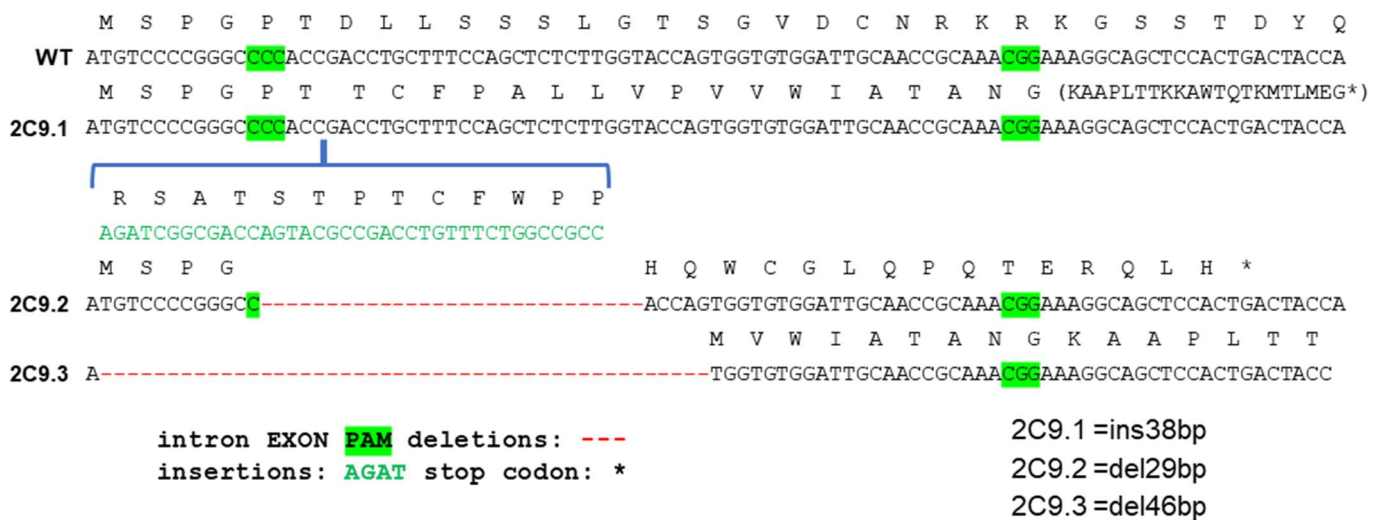 M S P G P T D L L S S S L G T S G V D C N R K R K G S S T D Y Q
WT ATGTCCCCGGGCCCCACCGACCTGCTTTCCAGCTCTCTTGGTACCAGTGGTGTGGATTGCAACCGCAAACGGAAAGGCAGCTCCACTGACTACCA
M S P G P T T C F P A L L V P V V W I A T A N G (KAAPLTTKKAWTQTKMTLMEG*)
2C9.1 ATGTCCCCGGGCCCCACCGACCTGCTTTCCAGCTCTCTTGGTACCAGTGGTGTGGATTGCAACCGCAAACGGAAAGGCAGCTCCACTGACTACCA
R S A T S T P T C F W P P
AGATCGGCGACCAGTACGCCGACCTGTTTCTGGCCGCC
M S P G H Q W C G L Q P Q T E R Q L H *
2C9.2 ATGTCCCCGGGCC-----------------------------ACCAGTGGTGTGGATTGCAACCGCAAACGGAAAGGCAGCTCCACTGACTACCA
M V W I A T A N G K A A P L T T
2C9.3 A----------------------------------------------TGGTGTGGATTGCAACCGCAAACGGAAAGGCAGCTCCACTGACTACC
intron EXON PAM deletions: ---
insertions: AGAT stop codon: *
2C9.1 =ins38bp
2C9.2 =del29bp
2C9.3 =del46bp